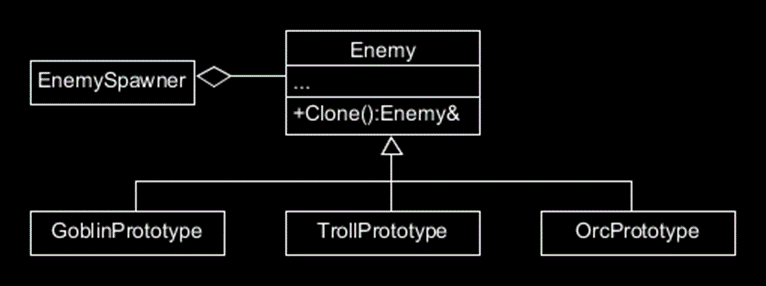 Enemy
EnemySpawner
...
+Clone():Enemy&
GoblinPrototype
TrollPrototype
OrcPrototype